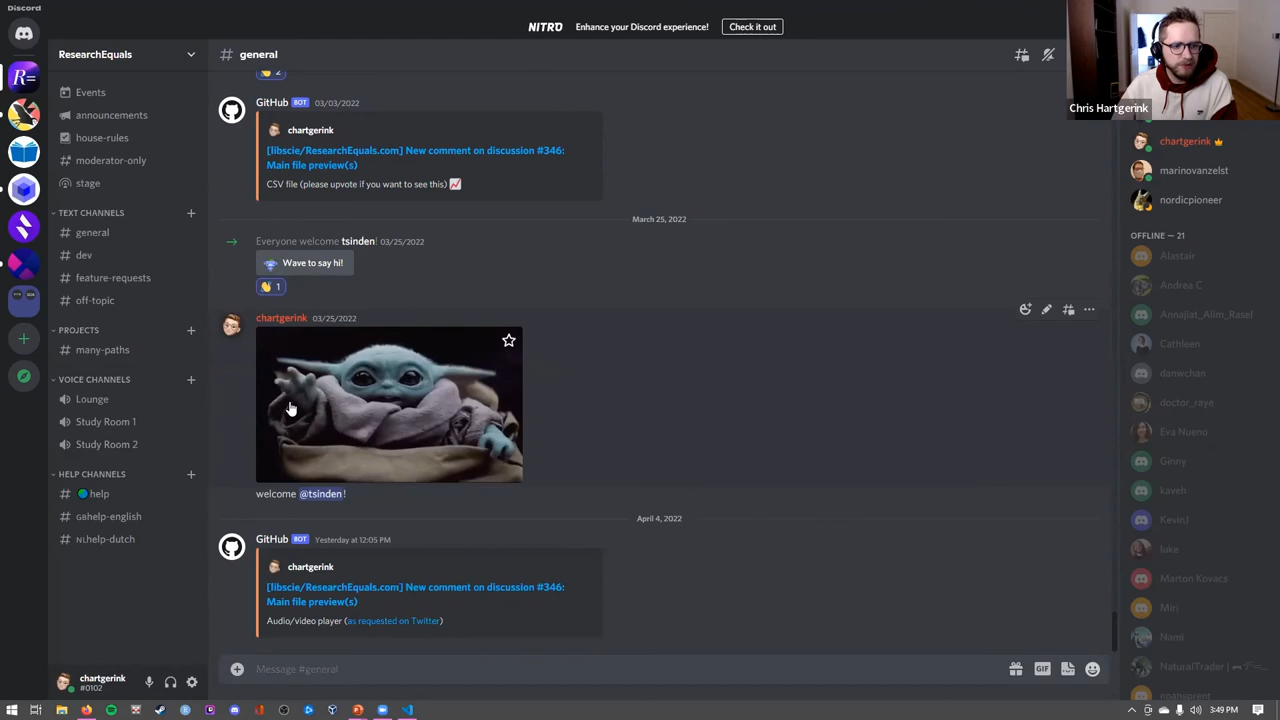 Discord
NITRO Enhance your Discord experience! Check it out
ResearchEquals
# general
Chris Hartgerink
R=
Events
announcements
house-rules
moderator-only
stage
TEXT CHANNELS
general
dev
feature-requests
off-topic
PROJECTS
many-paths
VOICE CHANNELS
Lounge
Study Room 1
Study Room 2
HELP CHANNELS
help
GBhelp-english
NLhelp-dutch
chartgerink
#0102
2
GitHub BOT 03/03/2022
chartgerink
[libscie/ResearchEquals.com] New comment on discussion #346:
Main file preview(s)
CSV file (please upvote if you want to see this)
March 25, 2022
Everyone welcome tsinden! 03/25/2022
Wave to say hi!
1
chartgerink 03/25/2022
welcome @tsinden!
April 4, 2022
GitHub BOT Yesterday at 12:05 PM
chartgerink
[libscie/ResearchEquals.com] New comment on discussion #346:
Main file preview(s)
Audio/video player (as requested on Twitter)
Message #general
GIF
chartgerink
marinovanzelst
nordicpioneer
OFFLINE — 21
Alastair
Andrea C
Annajiat_Alim_Rasel
Cathleen
danwchan
doctor_raye
Eva Nueno
Ginny
kaveh
KevinJ
luke
Marton Kovacs
Miri
Nami
NaturalTrader |
noahsprent
3:49 PM